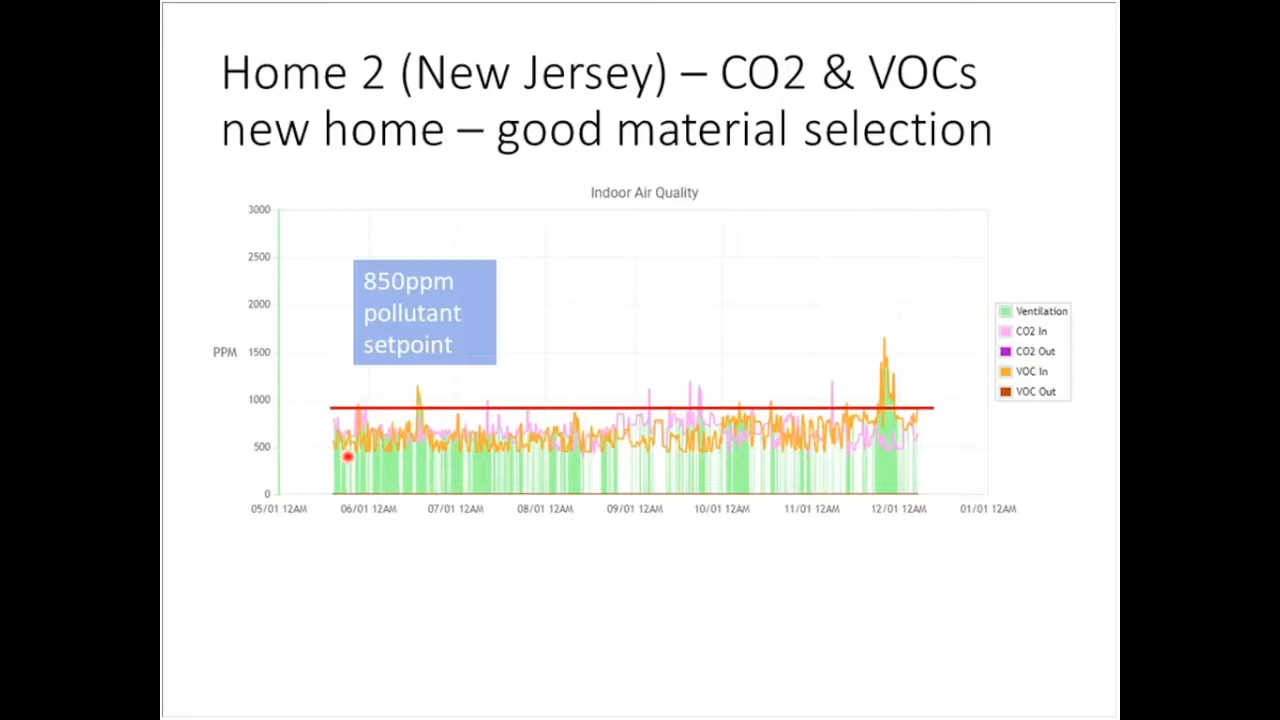 Home 2 (New Jersey) – CO2 & VOCs
new home – good material selection
Indoor Air Quality
3000
2500
2000
1500
1000
500
0
PPM
850ppm
pollutant
setpoint
Ventilation
CO2 In
CO2 Out
VOC In
VOC Out
05/01 12AM 06/01 12AM 07/01 12AM 08/01 12AM 09/01 12AM 10/01 12AM 11/01 12AM 12/01 12AM 01/01 12AM